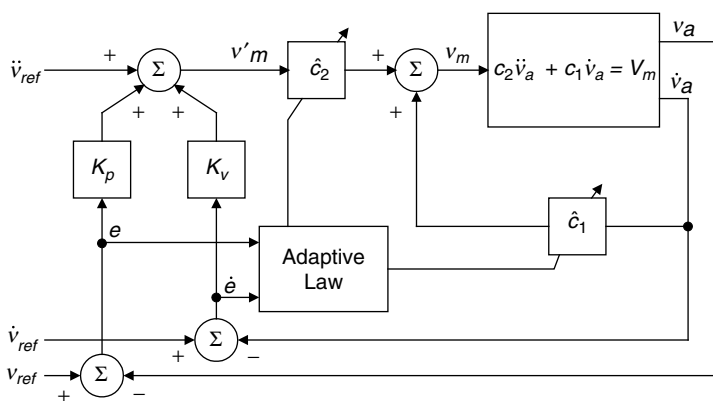 v̈ref
+
Σ
v'm
ĉ2
+
Σ
vm
c2v̈a + c1v̇a = Vm
va
v̇a
+
+
+
Kp
Kv
ĉ1
e
Adaptive
Law
ė
v̇ref
+
Σ
−
vref
+
Σ
−